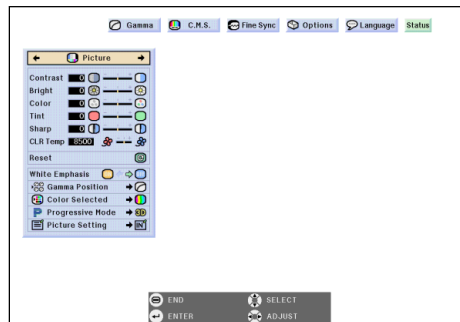 Gamma C.M.S. Fine Sync Options Language Status
Picture
Contrast 0
Bright 0
Color 0
Tint 0
Sharp 0
CLR Temp 8500
Reset
White Emphasis
Gamma Position
Color Selected
Progressive Mode 3D
Picture Setting
END SELECT
ENTER ADJUST